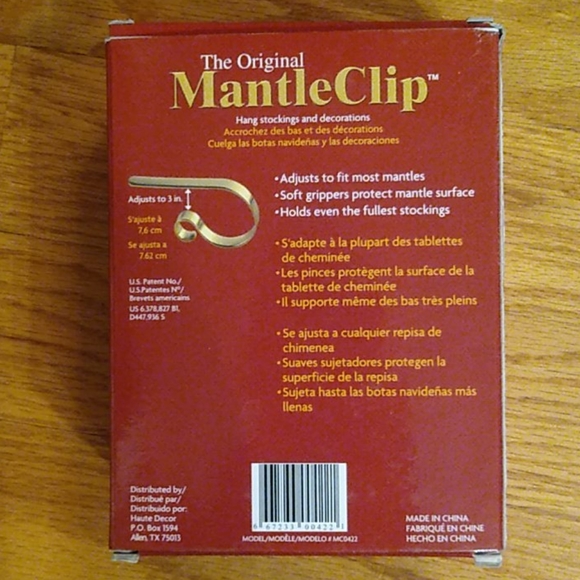 The Original
MantleClip™
Hang stockings and decorations
Accrochez des bas et des décorations
Cuelga las botas navideñas y las decoraciones
Adjusts to 3 in.
S'ajuste à
7,6 cm
Se ajusta a
7.62 cm
U.S. Patent No./
U.S.Patentes Nº/
Brevets americains
US 6,378,827 B1,
D447,936 S
•Adjusts to fit most mantles
•Soft grippers protect mantle surface
•Holds even the fullest stockings
•S'adapte à la plupart des tablettes
de cheminée
•Les pinces protègent la surface de la
tablette de cheminée
•Il supporte même des bas très pleins
•Se ajusta a cualquier repisa de
chimenea
•Suaves sujetadores protegen la
superficie de la repisa
•Sujeta hasta las botas navideñas más
llenas
Distributed by/
Distribué par/
Distribuido por:
Haute Decor
P.O. Box 1594
Allen, TX 75013
6 67233 00422 1
MODEL/MODÈLE/MODELO # MC0422
MADE IN CHINA
FABRIQUÉ EN CHINE
HECHO EN CHINA